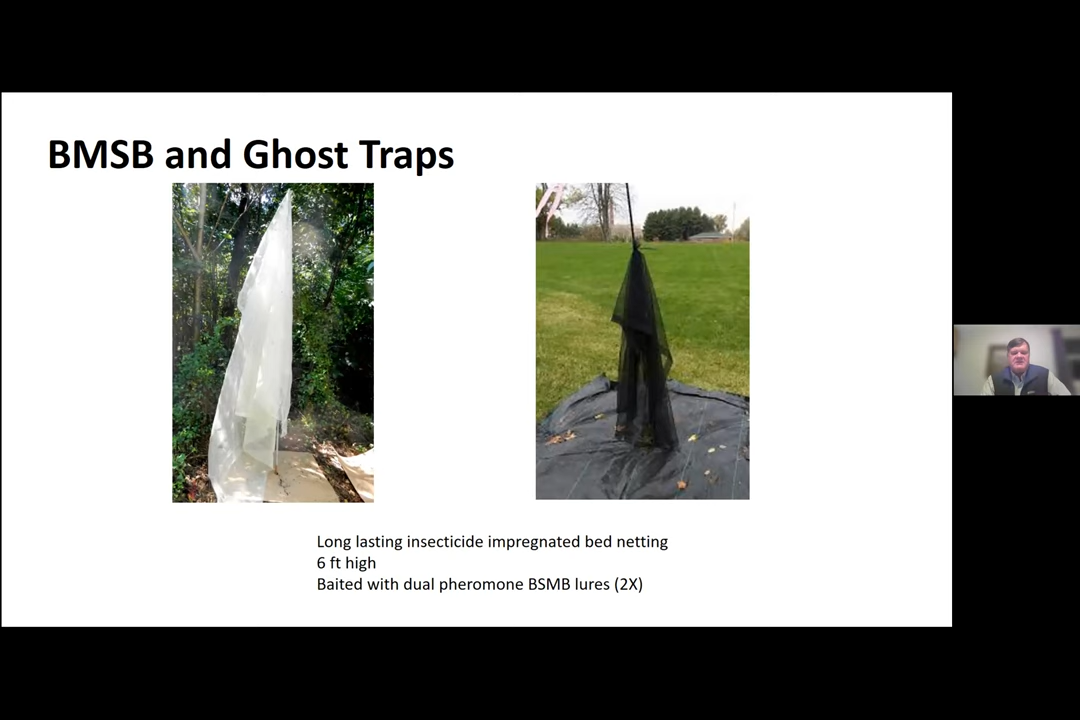 BMSB and Ghost Traps
Long lasting insecticide impregnated bed netting
6 ft high
Baited with dual pheromone BSMB lures (2X)